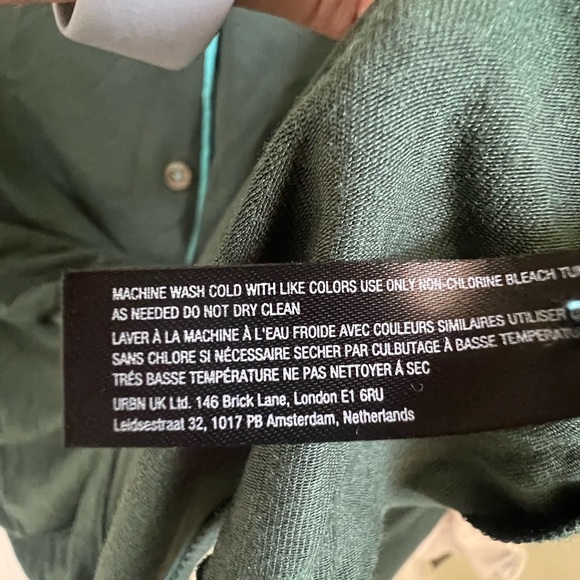 MACHINE WASH COLD WITH LIKE COLORS USE ONLY NON-CHLORINE BLEACH
AS NEEDED DO NOT DRY CLEAN
LAVER À LA MACHINE À L'EAU FROIDE AVEC COULEURS SIMILAIRES UTILISER
SANS CHLORE SI NÉCESSAIRE SECHER PAR CULBUTAGE À BASSE
TRÉS BASSE TEMPÉRATURE NE PAS NETTOYER À SEC
URBN UK Ltd. 146 Brick Lane, London E1 6RU
Leidsestraat 32, 1017 PB Amsterdam, Netherlands